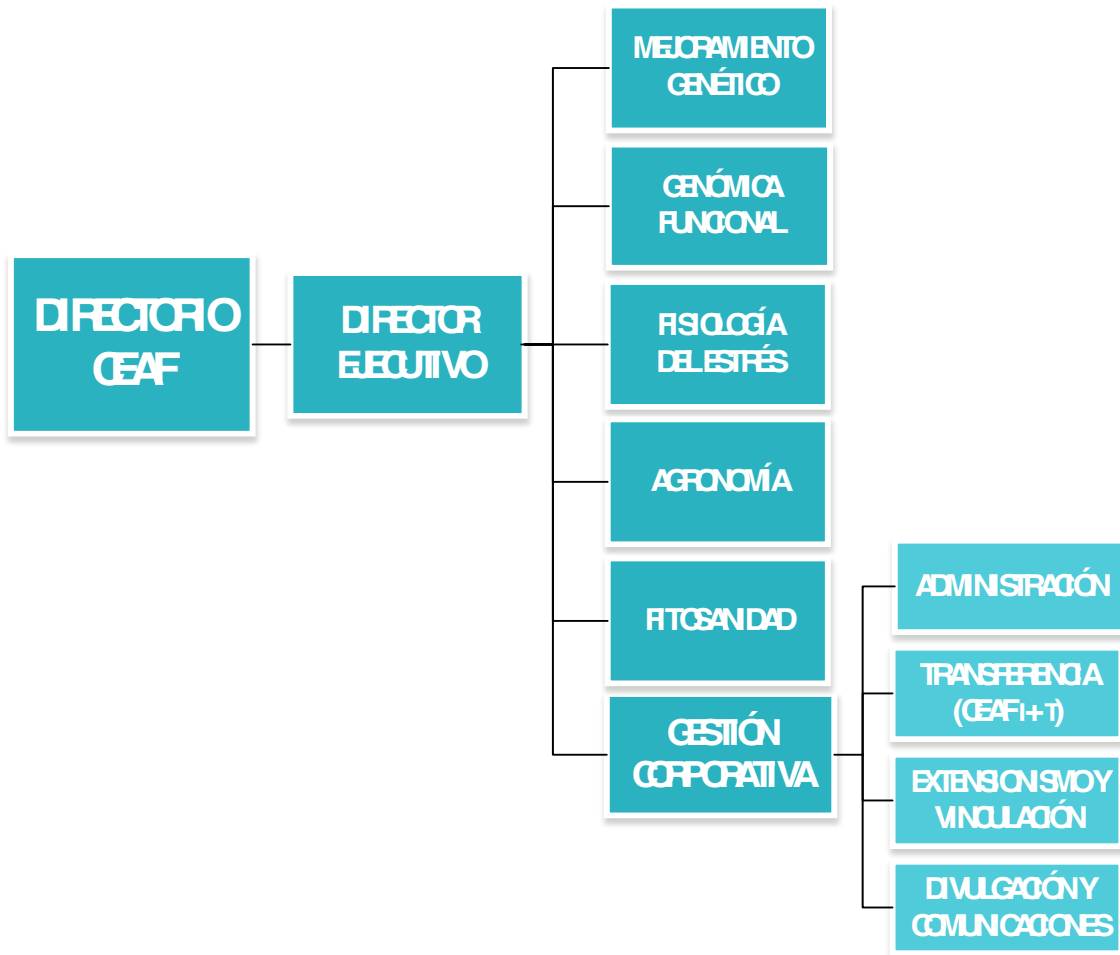 DIRECTORIO
CEAF
DIRECTOR
EJECUTIVO
MEJORAMIENTO
GENÉTICO
GENÓMICA
FUNCIONAL
FISIOLOGÍA
DEL ESTRÉS
AGRONOMÍA
FITOSANIDAD
GESTIÓN
CORPORATIVA
ADMINISTRACIÓN
TRANSFERENCIA
(CEAF I+T)
EXTENSIONISMO Y
VINCULACIÓN
DIVULGACIÓN Y
COMUNICACIONES